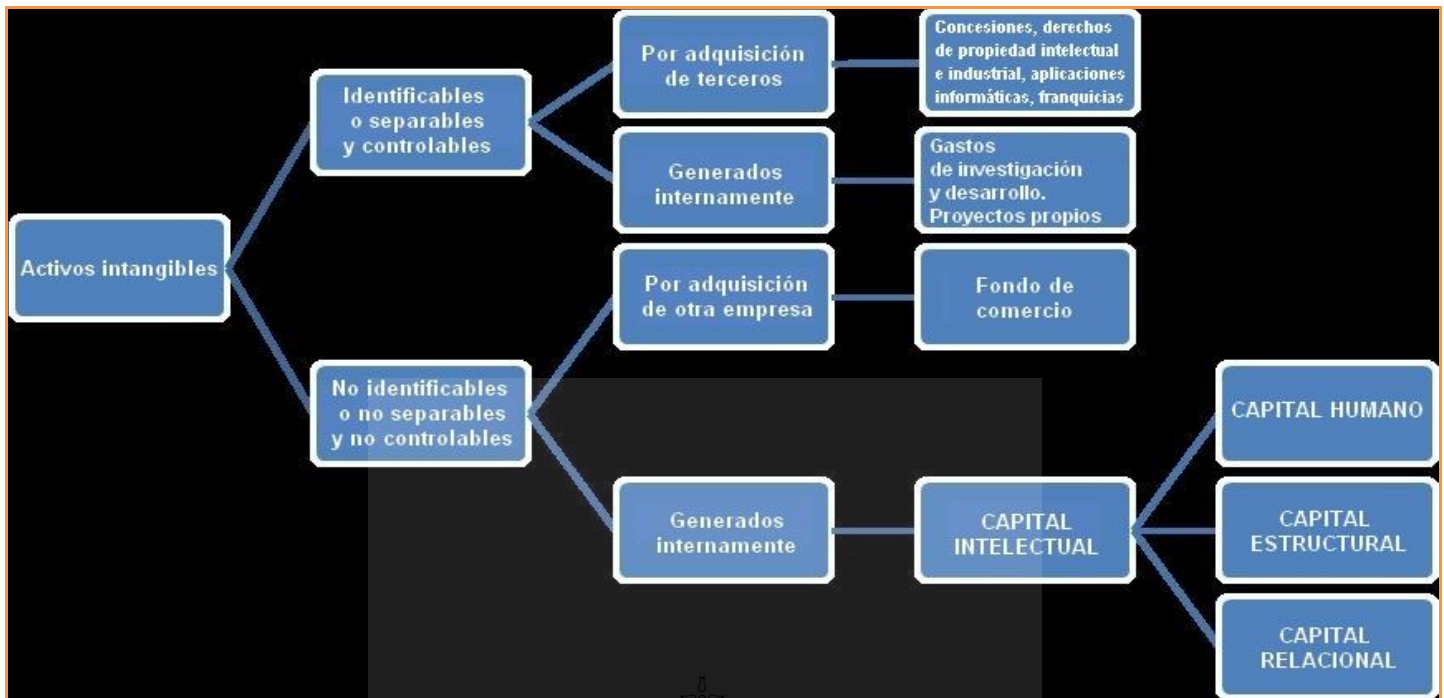 Activos intangibles
Identificables
o separables
y controlables
Por adquisición
de terceros
Concesiones, derechos
de propiedad intelectual
e industrial, aplicaciones
informáticas, franquicias
Generados
internamente
Gastos
de investigación
y desarrollo.
Proyectos propios
No identificables
o no separables
y no controlables
Por adquisición
de otra empresa
Fondo de
comercio
Generados
internamente
CAPITAL
INTELECTUAL
CAPITAL HUMANO
CAPITAL
ESTRUCTURAL
CAPITAL
RELACIONAL